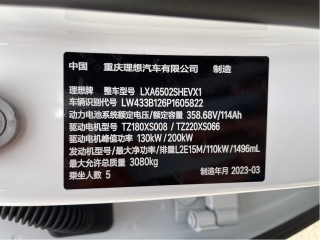 中国 重庆理想汽车有限公司 制造
理想牌 整车型号 LXA6502SHEVX1
车辆识别代号 LW433B126P1605822
动力电池系统额定电压/额定容量 358.68V/114Ah
驱动电机型号 TZ180XS008 / TZ220XS066
驱动电机峰值功率 130kW / 200kW
发动机型号/最大净功率/排量 L2E15M/110kW/1496mL
最大允许总质量 3080kg
乘坐人数 5 制造年月 2023-03